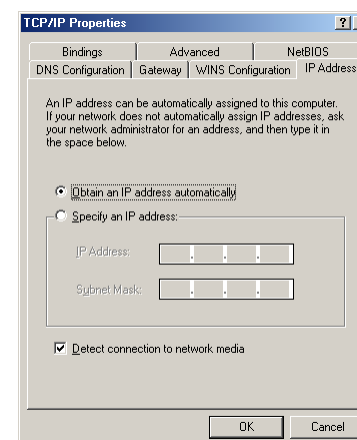 TCP/IP Properties
?
Bindings
Advanced
NetBIOS
DNS Configuration
Gateway
WINS Configuration
IP Address
An IP address can be automatically assigned to this computer.
If your network does not automatically assign IP addresses, ask
your network administrator for an address, and then type it in
the space below.
Obtain an IP address automatically
Specify an IP address:
IP Address:
. . .
Subnet Mask:
. . .
Detect connection to network media
OK
Cancel